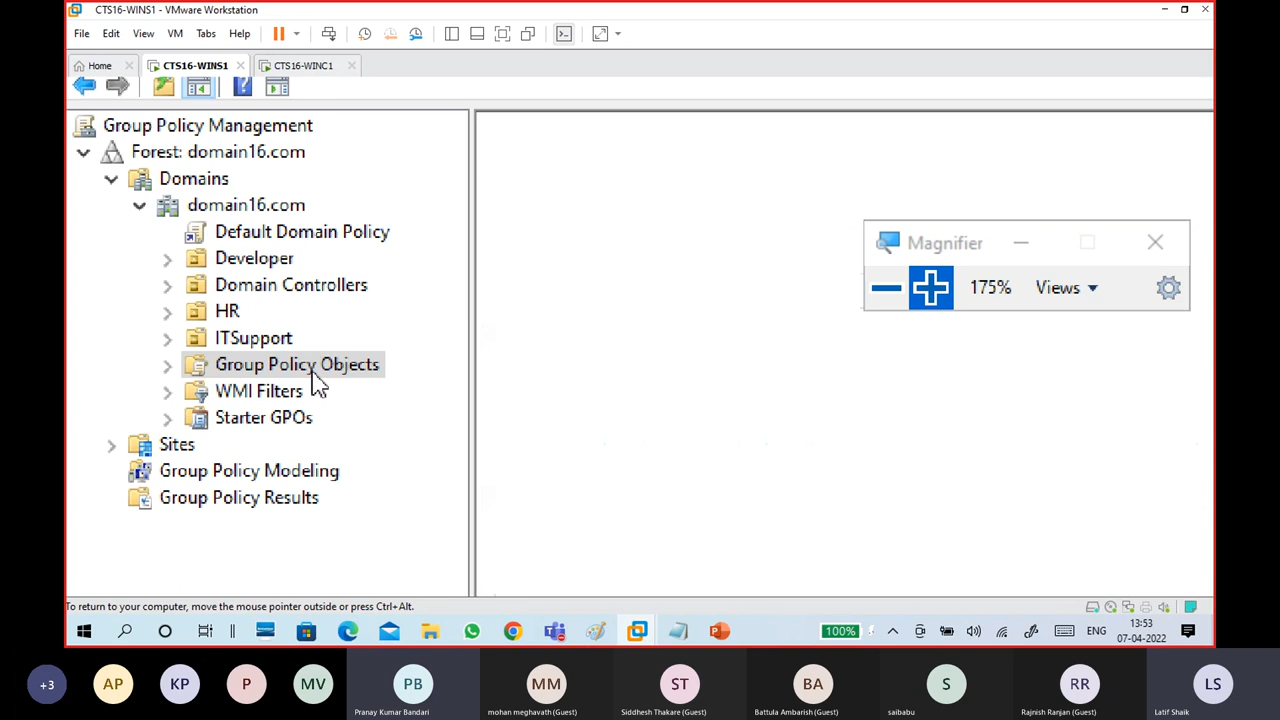 CTS16-WINS1 - VMware Workstation
File Edit View VM Tabs Help
Home CTS16-WINS1 CTS16-WINC1
Group Policy Management
Forest: domain16.com
Domains
domain16.com
Default Domain Policy
Developer
Domain Controllers
HR
ITSupport
Group Policy Objects
WMI Filters
Starter GPOs
Sites
Group Policy Modeling
Group Policy Results
Magnifier
175% Views
To return to your computer, move the mouse pointer outside or press Ctrl+Alt.
100% ENG 13:53
07-04-2022
+3 AP KP P MV PB MM ST BA S RR LS
Pranay Kumar Bandari mohan meghavath (Guest) Siddhesh Thakare (Guest) Battula Ambarish (Guest) saibabu Rajnish Ranjan (Guest) Latif Shaik